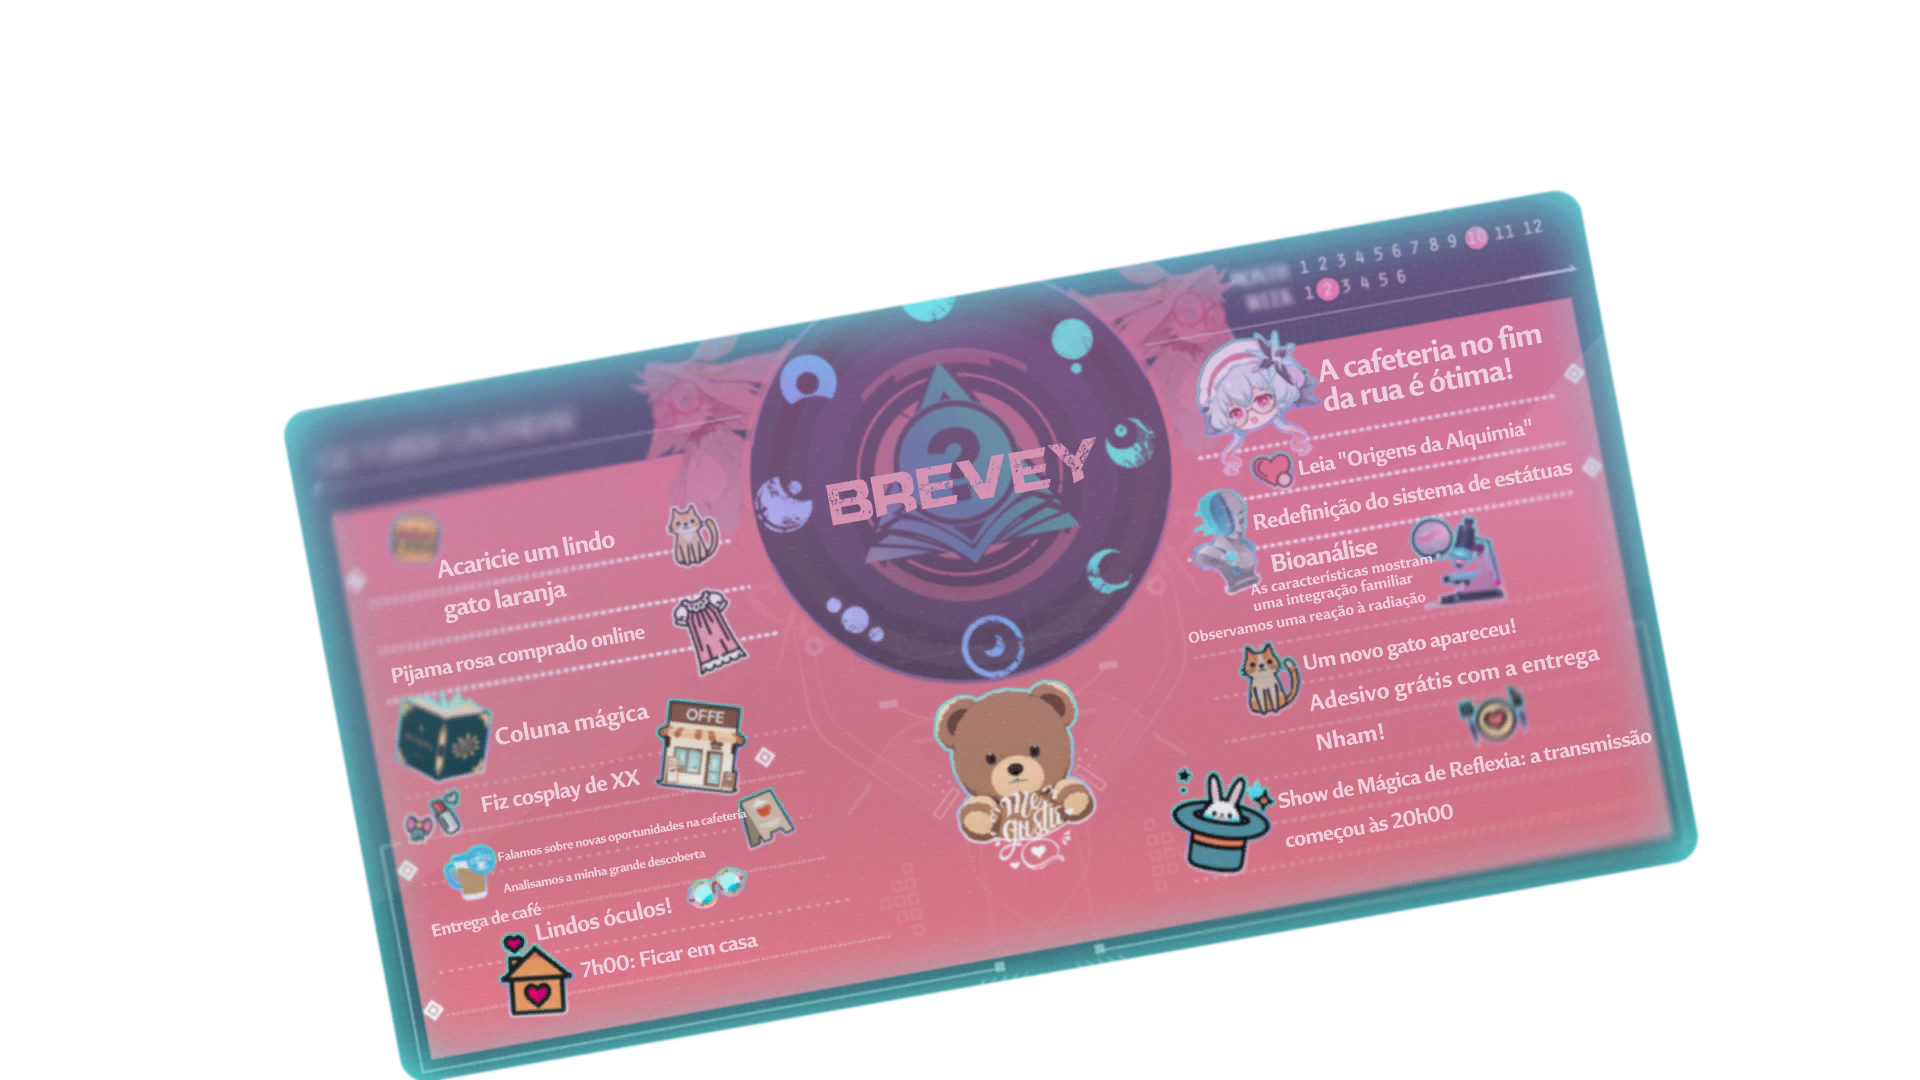 1 2 3 4 5 6 7 8 9 10 11 12
1 2 3 4 5 6
BREVEY
Acaricie um lindo
gato laranja
Pijama rosa comprado online
Coluna mágica
OFFE
Fiz cosplay de XX
Falamos sobre novas oportunidades na cafeteria
Analisamos a minha grande descoberta
Entrega de café
Lindos óculos!
7h00: Ficar em casa
me
gusta
A cafeteria no fim
da rua é ótima!
Leia "Origens da Alquimia"
Redefinição do sistema de estátuas
Bioanálise
As características mostram
uma integração familiar
Observamos uma reação à radiação
Um novo gato apareceu!
Adesivo grátis com a entrega
Nham!
Show de Mágica de Reflexia: a transmissão
começou às 20h00